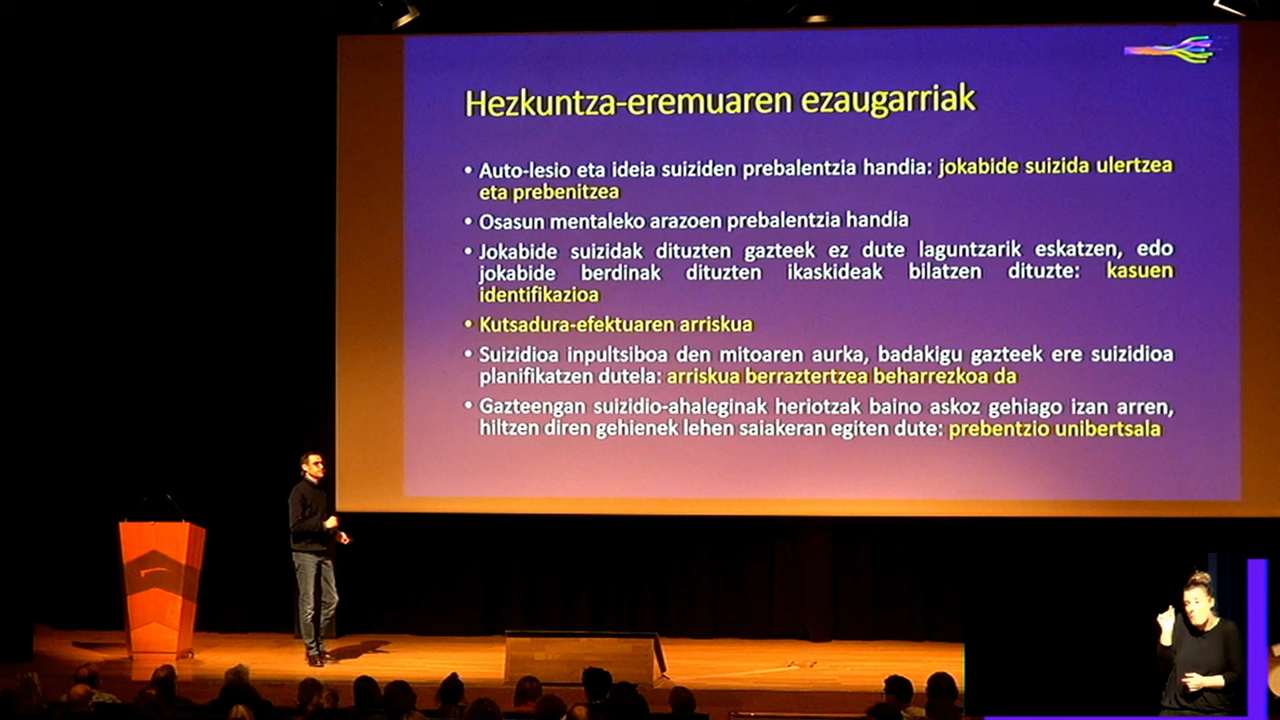 Hezkuntza-eremuaren ezaugarriak
• Auto-lesio eta ideia suiziden prebalentzia handia: jokabide suizida ulertzea
eta prebenitzea
• Osasun mentaleko arazoen prebalentzia handia
• Jokabide suizidak dituzten gazteek ez dute laguntzarik eskatzen, edo
jokabide berdinak dituzten ikaskideak bilatzen dituzte: kasuen
identifikazioa
• Kutsadura-efektuaren arriskua
• Suizidioa inpultsiboa den mitoaren aurka, badakigu gazteek ere suizidioa
planifikatzen dutela: arriskua berraztertzea beharrezkoa da
• Gazteengan suizidio-ahaleginak heriotzak baino askoz gehiago izan arren,
hiltzen diren gehienek lehen saiakeran egiten dute: prebentzio unibertsala